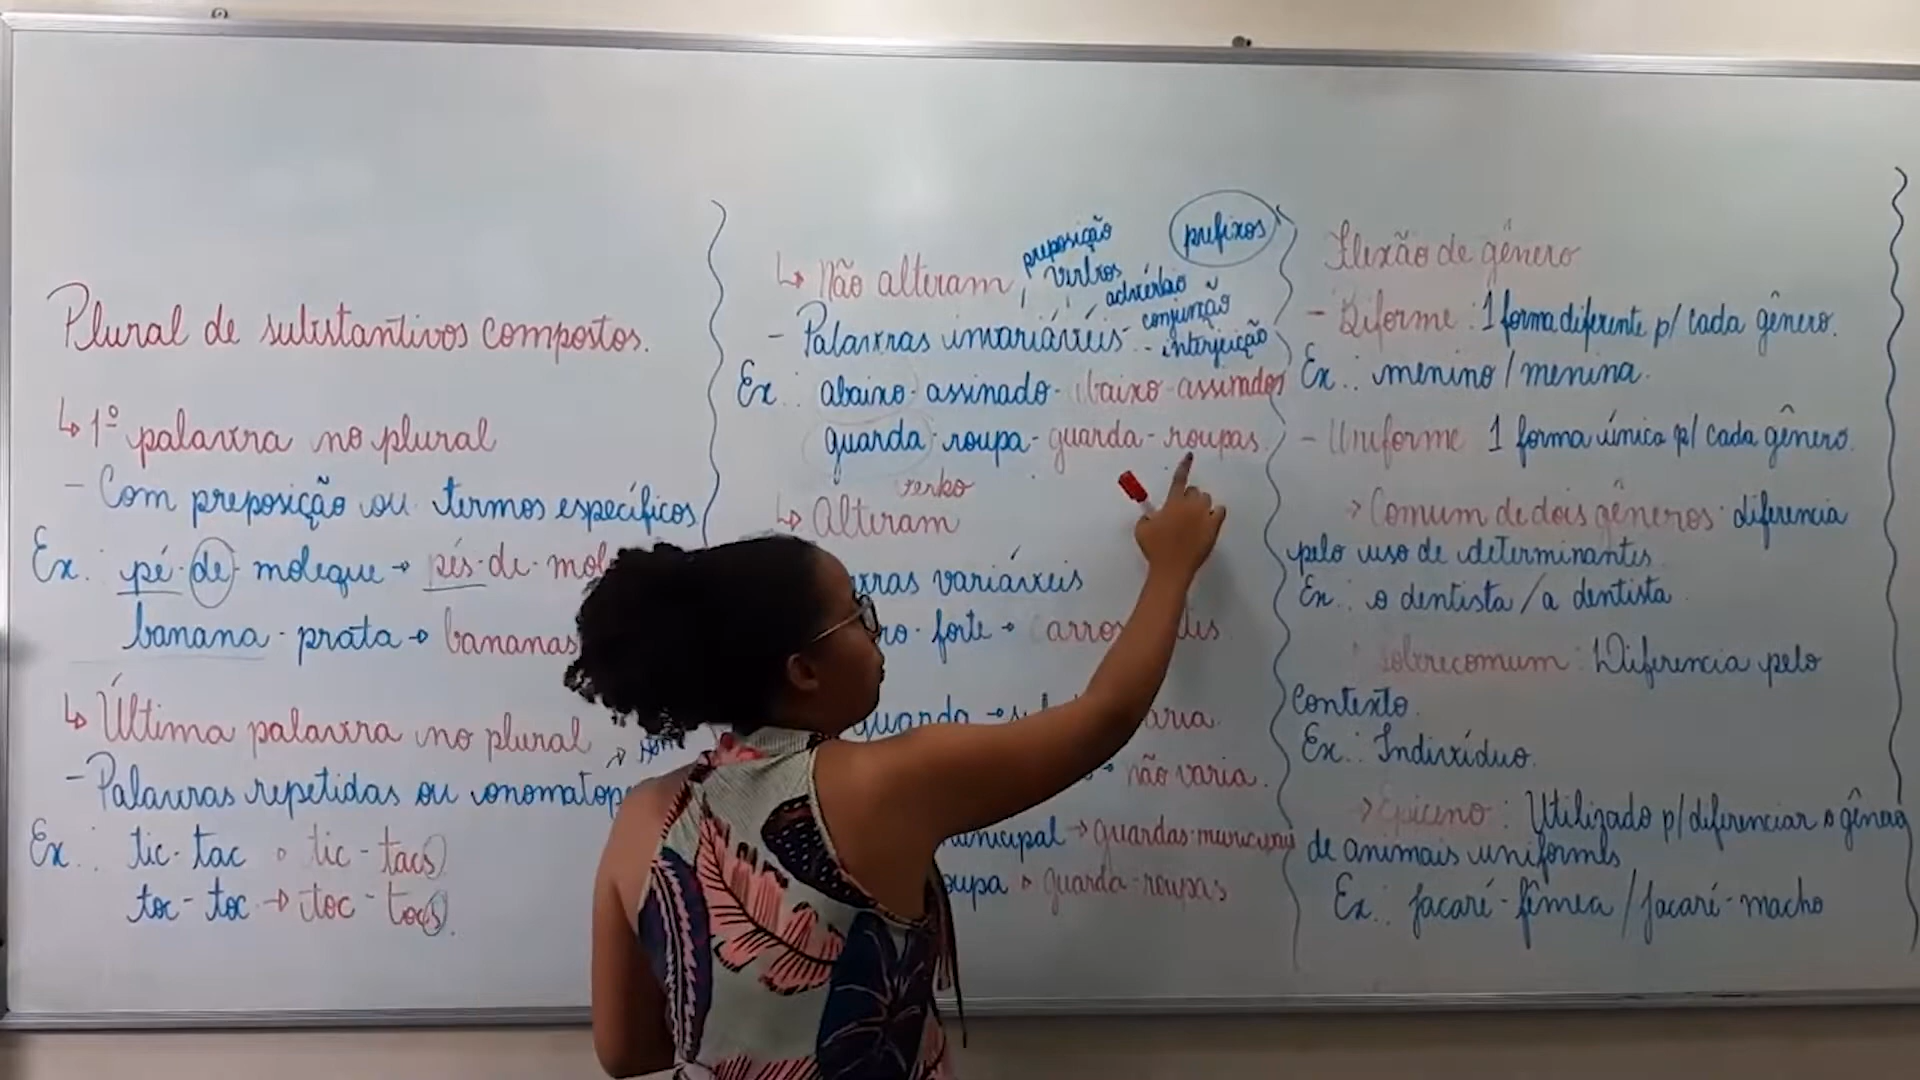 Plural de substantivos compostos.
↳ 1º palavra no plural
- Com preposição ou termos específicos
Ex.: pé-de-moleque → pés-de-mol
banana-prata → bananas
↳ Última palavra no plural
- Palavras repetidas ou onomatop
Ex.: tic-tac → tic-tacs
toc-toc → toc-tocs.
prefixos
↳ Não alteram
preposição
verbos
advérbio
conjunção
- interjeição
- Palavras invariáveis
Ex.: abaixo-assinado - abaixo-assinados
guarda-roupa - guarda-roupas.
verbo
↳ Alteram
variáveis
forte → carros
guarda →
não varia.
municipal → guardas-municipais
guarda-roupas
Flexão de gênero
- Biforme: 1 forma diferente p/ cada gênero.
Ex.: menino/menina.
- Uniforme 1 forma única p/ cada gênero.
→ Comum de dois gêneros: diferencia
pelo uso de determinantes.
Ex.: o dentista/a dentista
sobrecomum: Diferencia pelo
contexto.
Ex.: Indivíduo.
→ Epiceno: Utilizado p/ diferenciar o gênero
de animais uniformes
Ex.: jacaré-fêmea/jacaré-macho